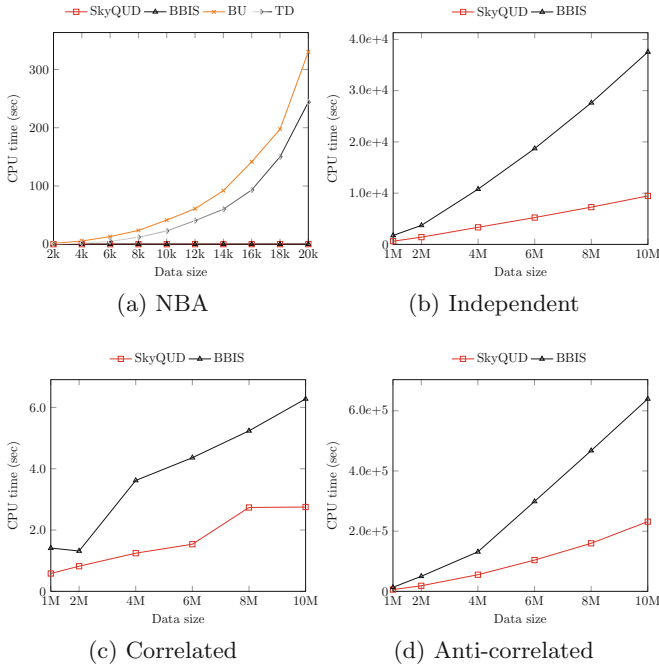 SkyQUD BBIS BU TD
CPU time (sec)
300
200
100
0
2k 4k 6k 8k 10k 12k 14k 16k 18k 20k
Data size
(a) NBA
SkyQUD BBIS
CPU time (sec)
4.0e+4
3.0e+4
2.0e+4
1.0e+4
0
1M 2M 4M 6M 8M 10M
Data size
(b) Independent
SkyQUD BBIS
CPU time (sec)
6.0
4.0
2.0
0
1M 2M 4M 6M 8M 10M
Data size
(c) Correlated
SkyQUD BBIS
CPU time (sec)
6.0e+5
4.0e+5
2.0e+5
0
1M 2M 4M 6M 8M 10M
Data size
(d) Anti-correlated